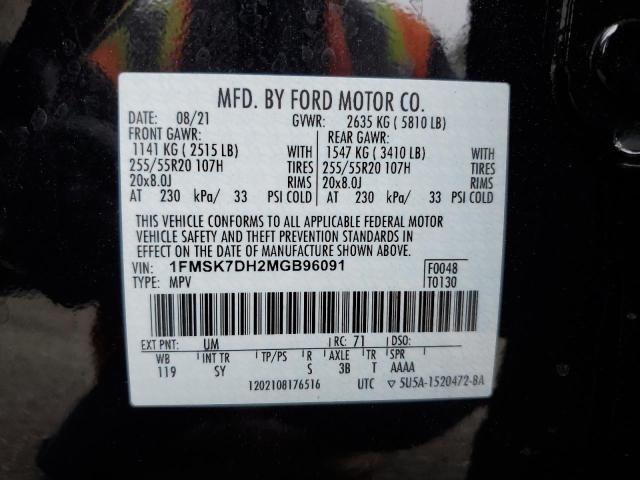 MFD. BY FORD MOTOR CO.
DATE: 08/21 GVWR: 2635 KG ( 5810 LB)
FRONT GAWR: REAR GAWR:
1141 KG ( 2515 LB) WITH 1547 KG ( 3410 LB) WITH
255/55R20 107H TIRES 255/55R20 107H TIRES
20x8.0J RIMS 20x8.0J RIMS
AT 230 kPa/ 33 PSI COLD AT 230 kPa/ 33 PSI COLD
THIS VEHICLE CONFORMS TO ALL APPLICABLE FEDERAL MOTOR
VEHICLE SAFETY AND THEFT PREVENTION STANDARDS IN
EFFECT ON THE DATE OF MANUFACTURE SHOWN ABOVE.
VIN: 1FMSK7DH2MGB96091 F0048
TYPE: MPV T0130
EXT PNT: UM RC: 71 DSO:
WB INT TR TP/PS R AXLE TR SPR
119 SY S 3B T AAAA
1202108176516 UTC ▽ 5U5A-1520472-BA